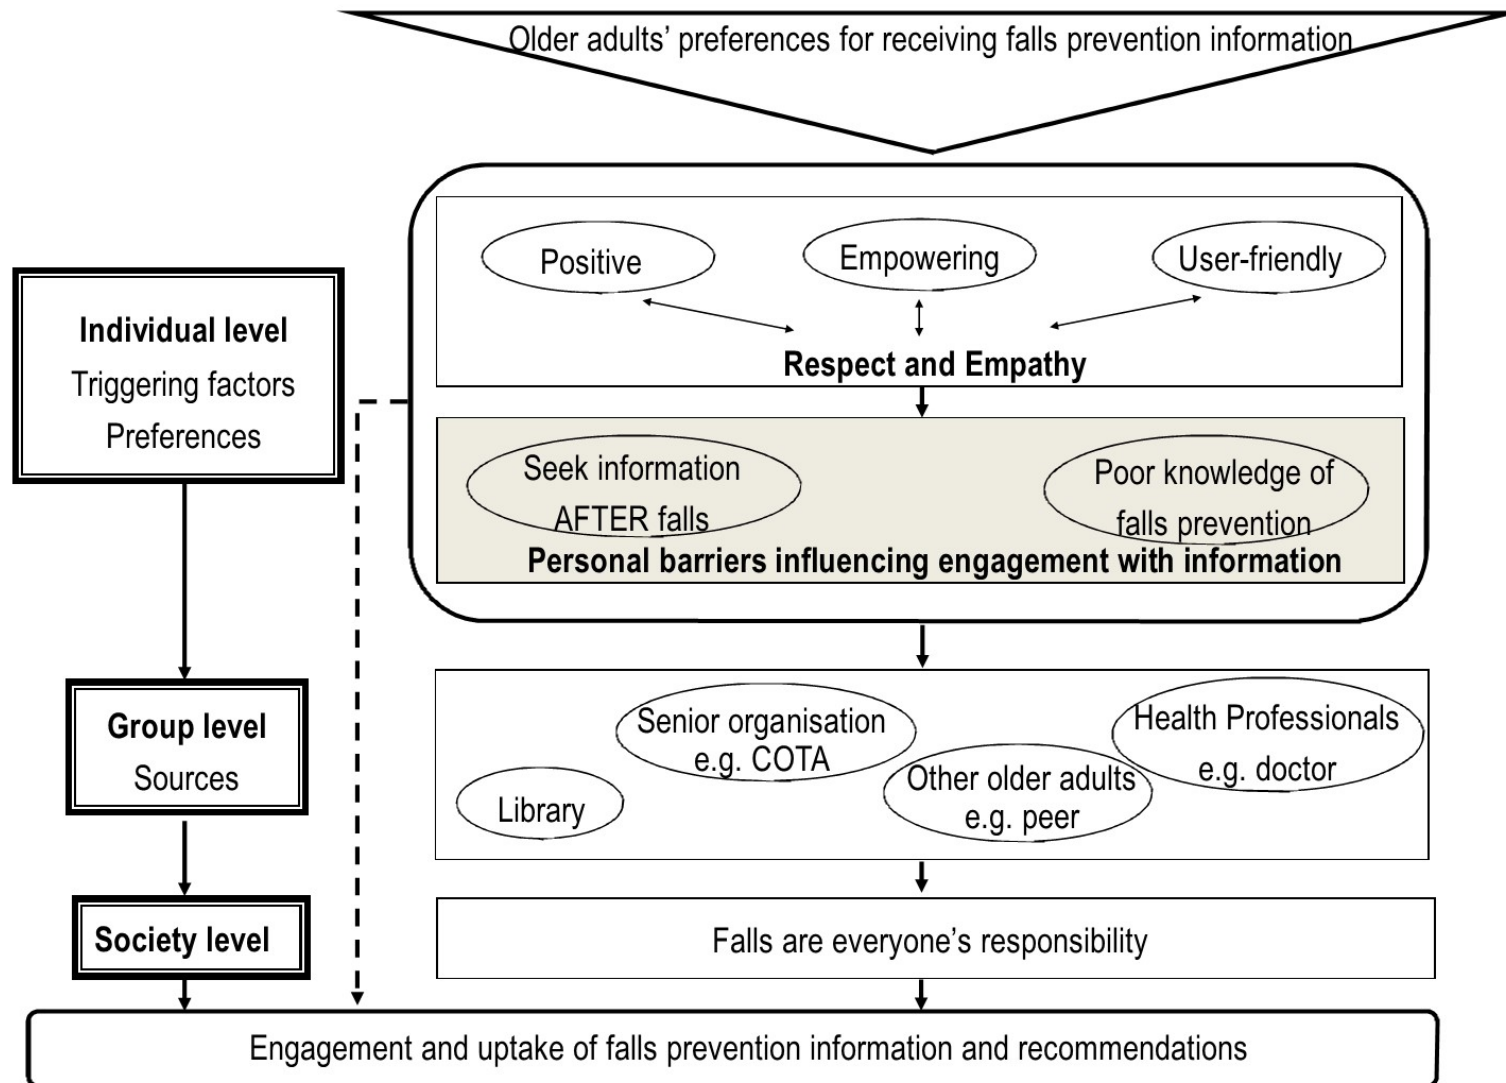 Older adults’ preferences for receiving falls prevention information
Positive
Empowering
User-friendly
Respect and Empathy
Individual level
Triggering factors
Preferences
Seek information
AFTER falls
Poor knowledge of
falls prevention
Personal barriers influencing engagement with information
Group level
Sources
Library
Senior organisation
e.g. COTA
Other older adults
e.g. peer
Health Professionals
e.g. doctor
Society level
Falls are everyone’s responsibility
Engagement and uptake of falls prevention information and recommendations